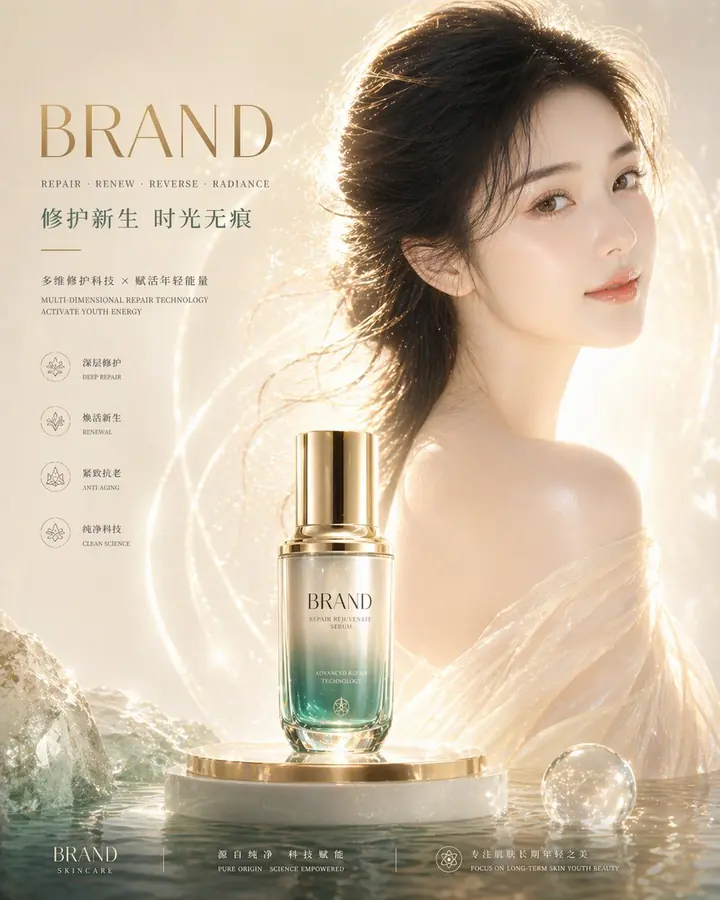 BRAND
REPAIR · RENEW · REVERSE · RADIANCE
修护新生 时光无痕
多维修护科技 × 赋活年轻能量
MULTI-DIMENSIONAL REPAIR TECHNOLOGY
ACTIVATE YOUTH ENERGY
深层修护
DEEP REPAIR
焕活新生
RENEWAL
紧致抗老
ANTI-AGING
纯净科技
CLEAN SCIENCE
BRAND
REPAIR REJUVENATE
SERUM
ADVANCYD REPAIR
TECHNOLOGY
BRAND
SKINCARE
源自纯净 科技赋能
PURE ORIGIN SCIENCE EMPOWERED
专注肌肤长期年轻之美
FOCUS ON LONG-TERM SKIN YOUTH BEAUTY